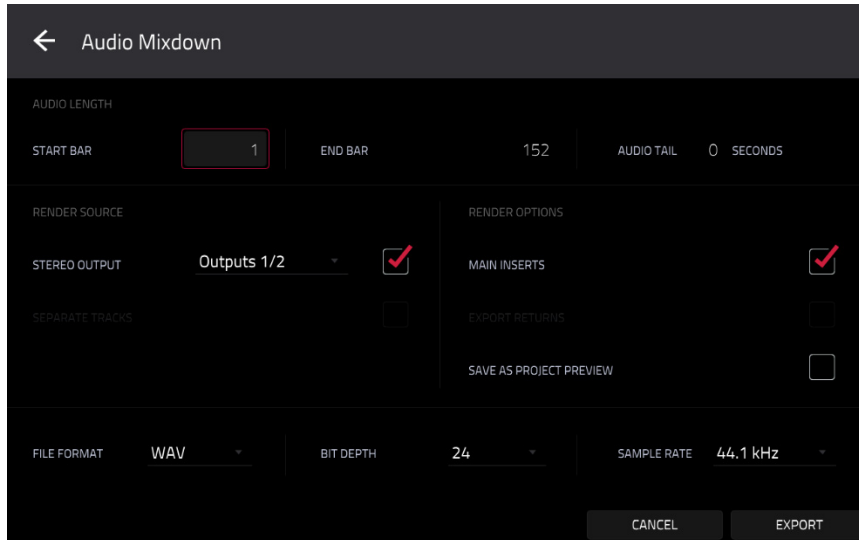 Audio Mixdown
AUDIO LENGTH
START BAR 1 END BAR 152 AUDIO TAIL 0 SECONDS
RENDER SOURCE RENDER OPTIONS
STEREO OUTPUT Outputs 1/2 MAIN INSERTS
SEPARATE TRACKS EXPORT RETURNS
SAVE AS PROJECT PREVIEW
FILE FORMAT WAV BIT DEPTH 24 SAMPLE RATE 44.1 kHz
CANCEL EXPORT